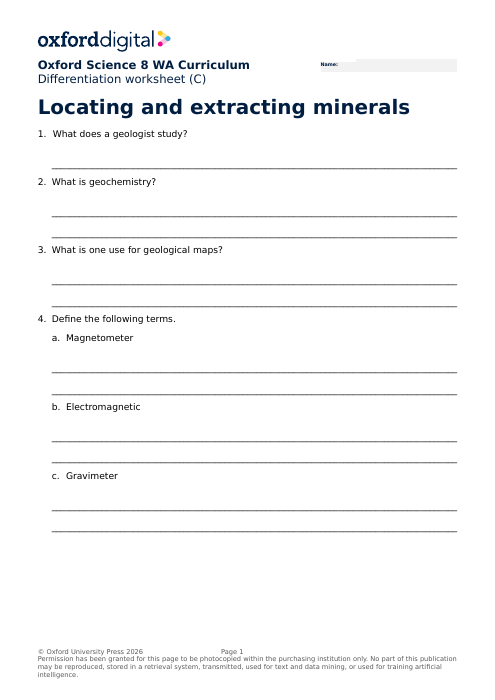 oxforddigital
Oxford Science 8 WA Curriculum
Name:
Differentiation worksheet (C)
Locating and extracting minerals
1. What does a geologist study?
2. What is geochemistry?
3. What is one use for geological maps?
4. Define the following terms.
a. Magnetometer
b. Electromagnetic
c. Gravimeter
© Oxford University Press 2026 Page 1
Permission has been granted for this page to be photocopied within the purchasing institution only. No part of this publication
may be reproduced, stored in a retrieval system, transmitted, used for text and data mining, or used for training artificial
intelligence.